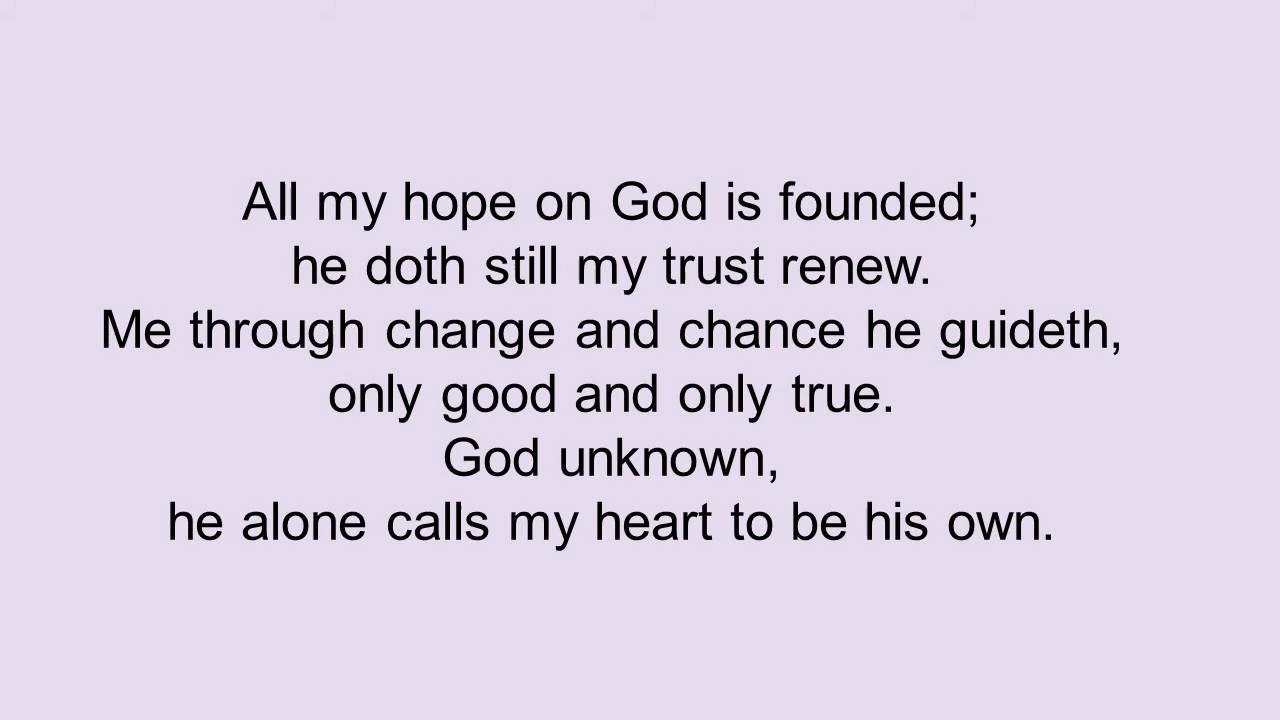 All my hope on God is founded;
he doth still my trust renew.
Me through change and chance he guideth,
only good and only true.
God unknown,
he alone calls my heart to be his own.